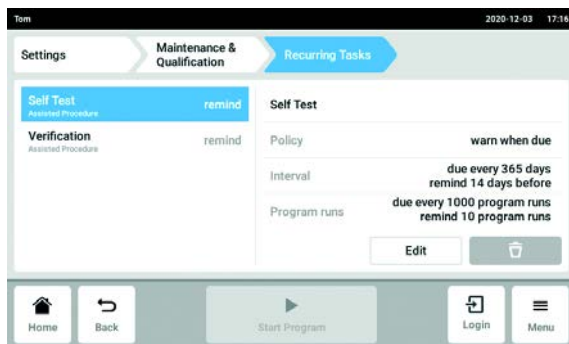 Tom
2020-12-03 17:16
Settings
Maintenance &
Qualification
Recurring Tasks
Self Test
remind
Assisted Procedure
Verification
remind
Assisted Procedure
Self Test
Policy
warn when due
Interval
due every 365 days
remind 14 days before
Program runs
due every 1000 program runs
remind 10 program runs
Edit
Home
Back
Start Program
Login
Menu